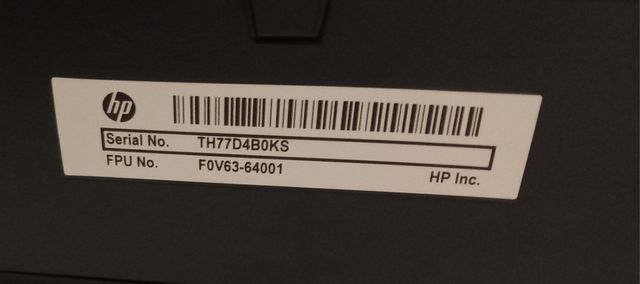 hp
Serial No. TH77D4B0KS
FPU No. F0V63-64001
HP Inc.